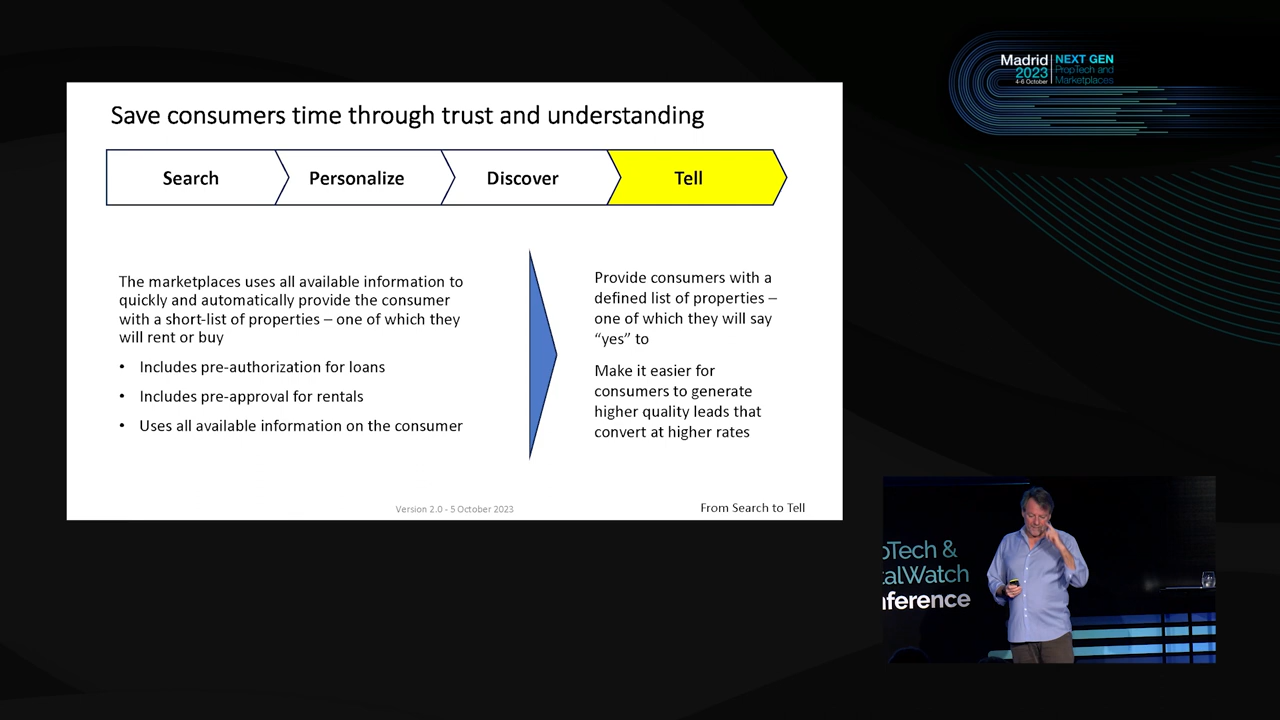 Madrid
2023
4-6 October
NEXT GEN
PropTech and
Marketplaces
Save consumers time through trust and understanding
Search
Personalize
Discover
Tell
The marketplaces uses all available information to
quickly and automatically provide the consumer
with a short-list of properties – one of which they
will rent or buy
• Includes pre-authorization for loans
• Includes pre-approval for rentals
• Uses all available information on the consumer
Provide consumers with a
defined list of properties –
one of which they will say
“yes” to
Make it easier for
consumers to generate
higher quality leads that
convert at higher rates
Version 2.0 - 5 October 2023
From Search to Tell
pTech &
talWatch
nference